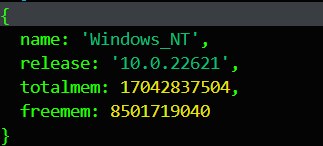 {
name: 'Windows_NT',
release: '10.0.22621',
totalmem: 17042837504,
freemem: 8501719040
}